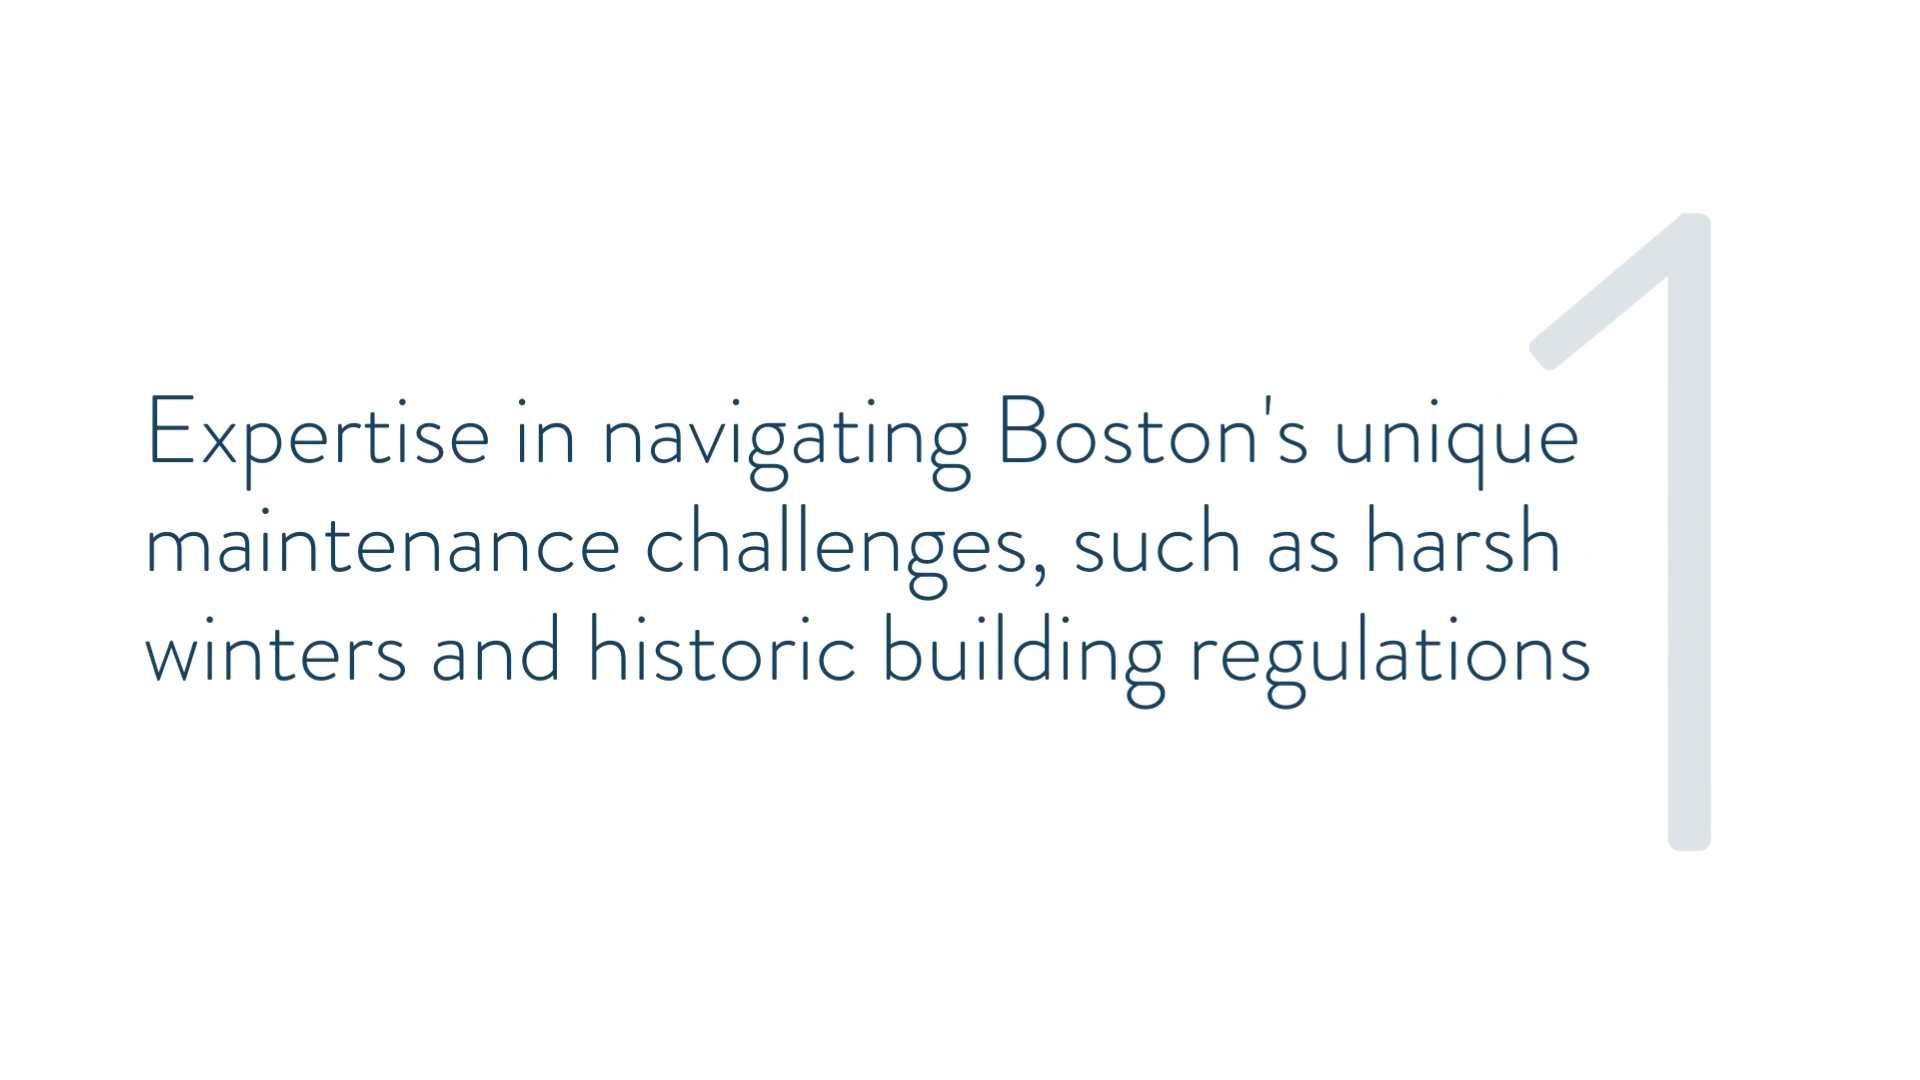 Expertise in navigating Boston's unique
maintenance challenges, such as harsh
winters and historic building regulations
1